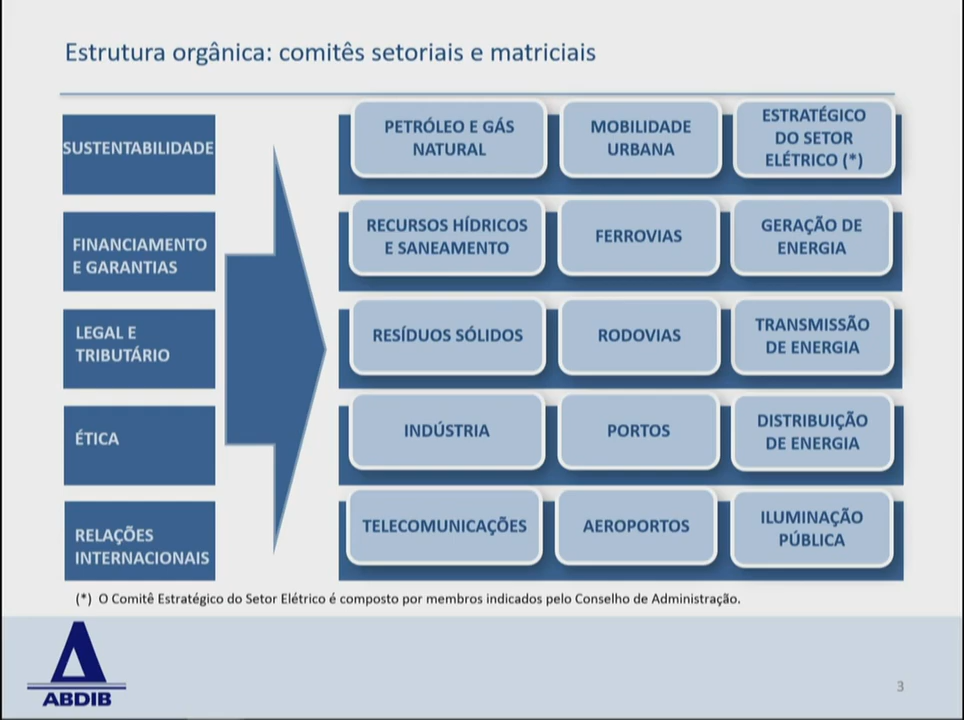 Estrutura orgânica: comitês setoriais e matriciais
SUSTENTABILIDADE
FINANCIAMENTO
E GARANTIAS
LEGAL E
TRIBUTÁRIO
ÉTICA
RELAÇÕES
INTERNACIONAIS
PETRÓLEO E GÁS
NATURAL
MOBILIDADE
URBANA
ESTRATÉGICO
DO SETOR
ELÉTRICO (*)
RECURSOS HÍDRICOS
E SANEAMENTO
FERROVIAS
GERAÇÃO DE
ENERGIA
RESÍDUOS SÓLIDOS
RODOVIAS
TRANSMISSÃO
DE ENERGIA
INDÚSTRIA
PORTOS
DISTRIBUIÇÃO
DE ENERGIA
TELECOMUNICAÇÕES
AEROPORTOS
ILUMINAÇÃO
PÚBLICA
(*) O Comitê Estratégico do Setor Elétrico é composto por membros indicados pelo Conselho de Administração.
ABDIB
3